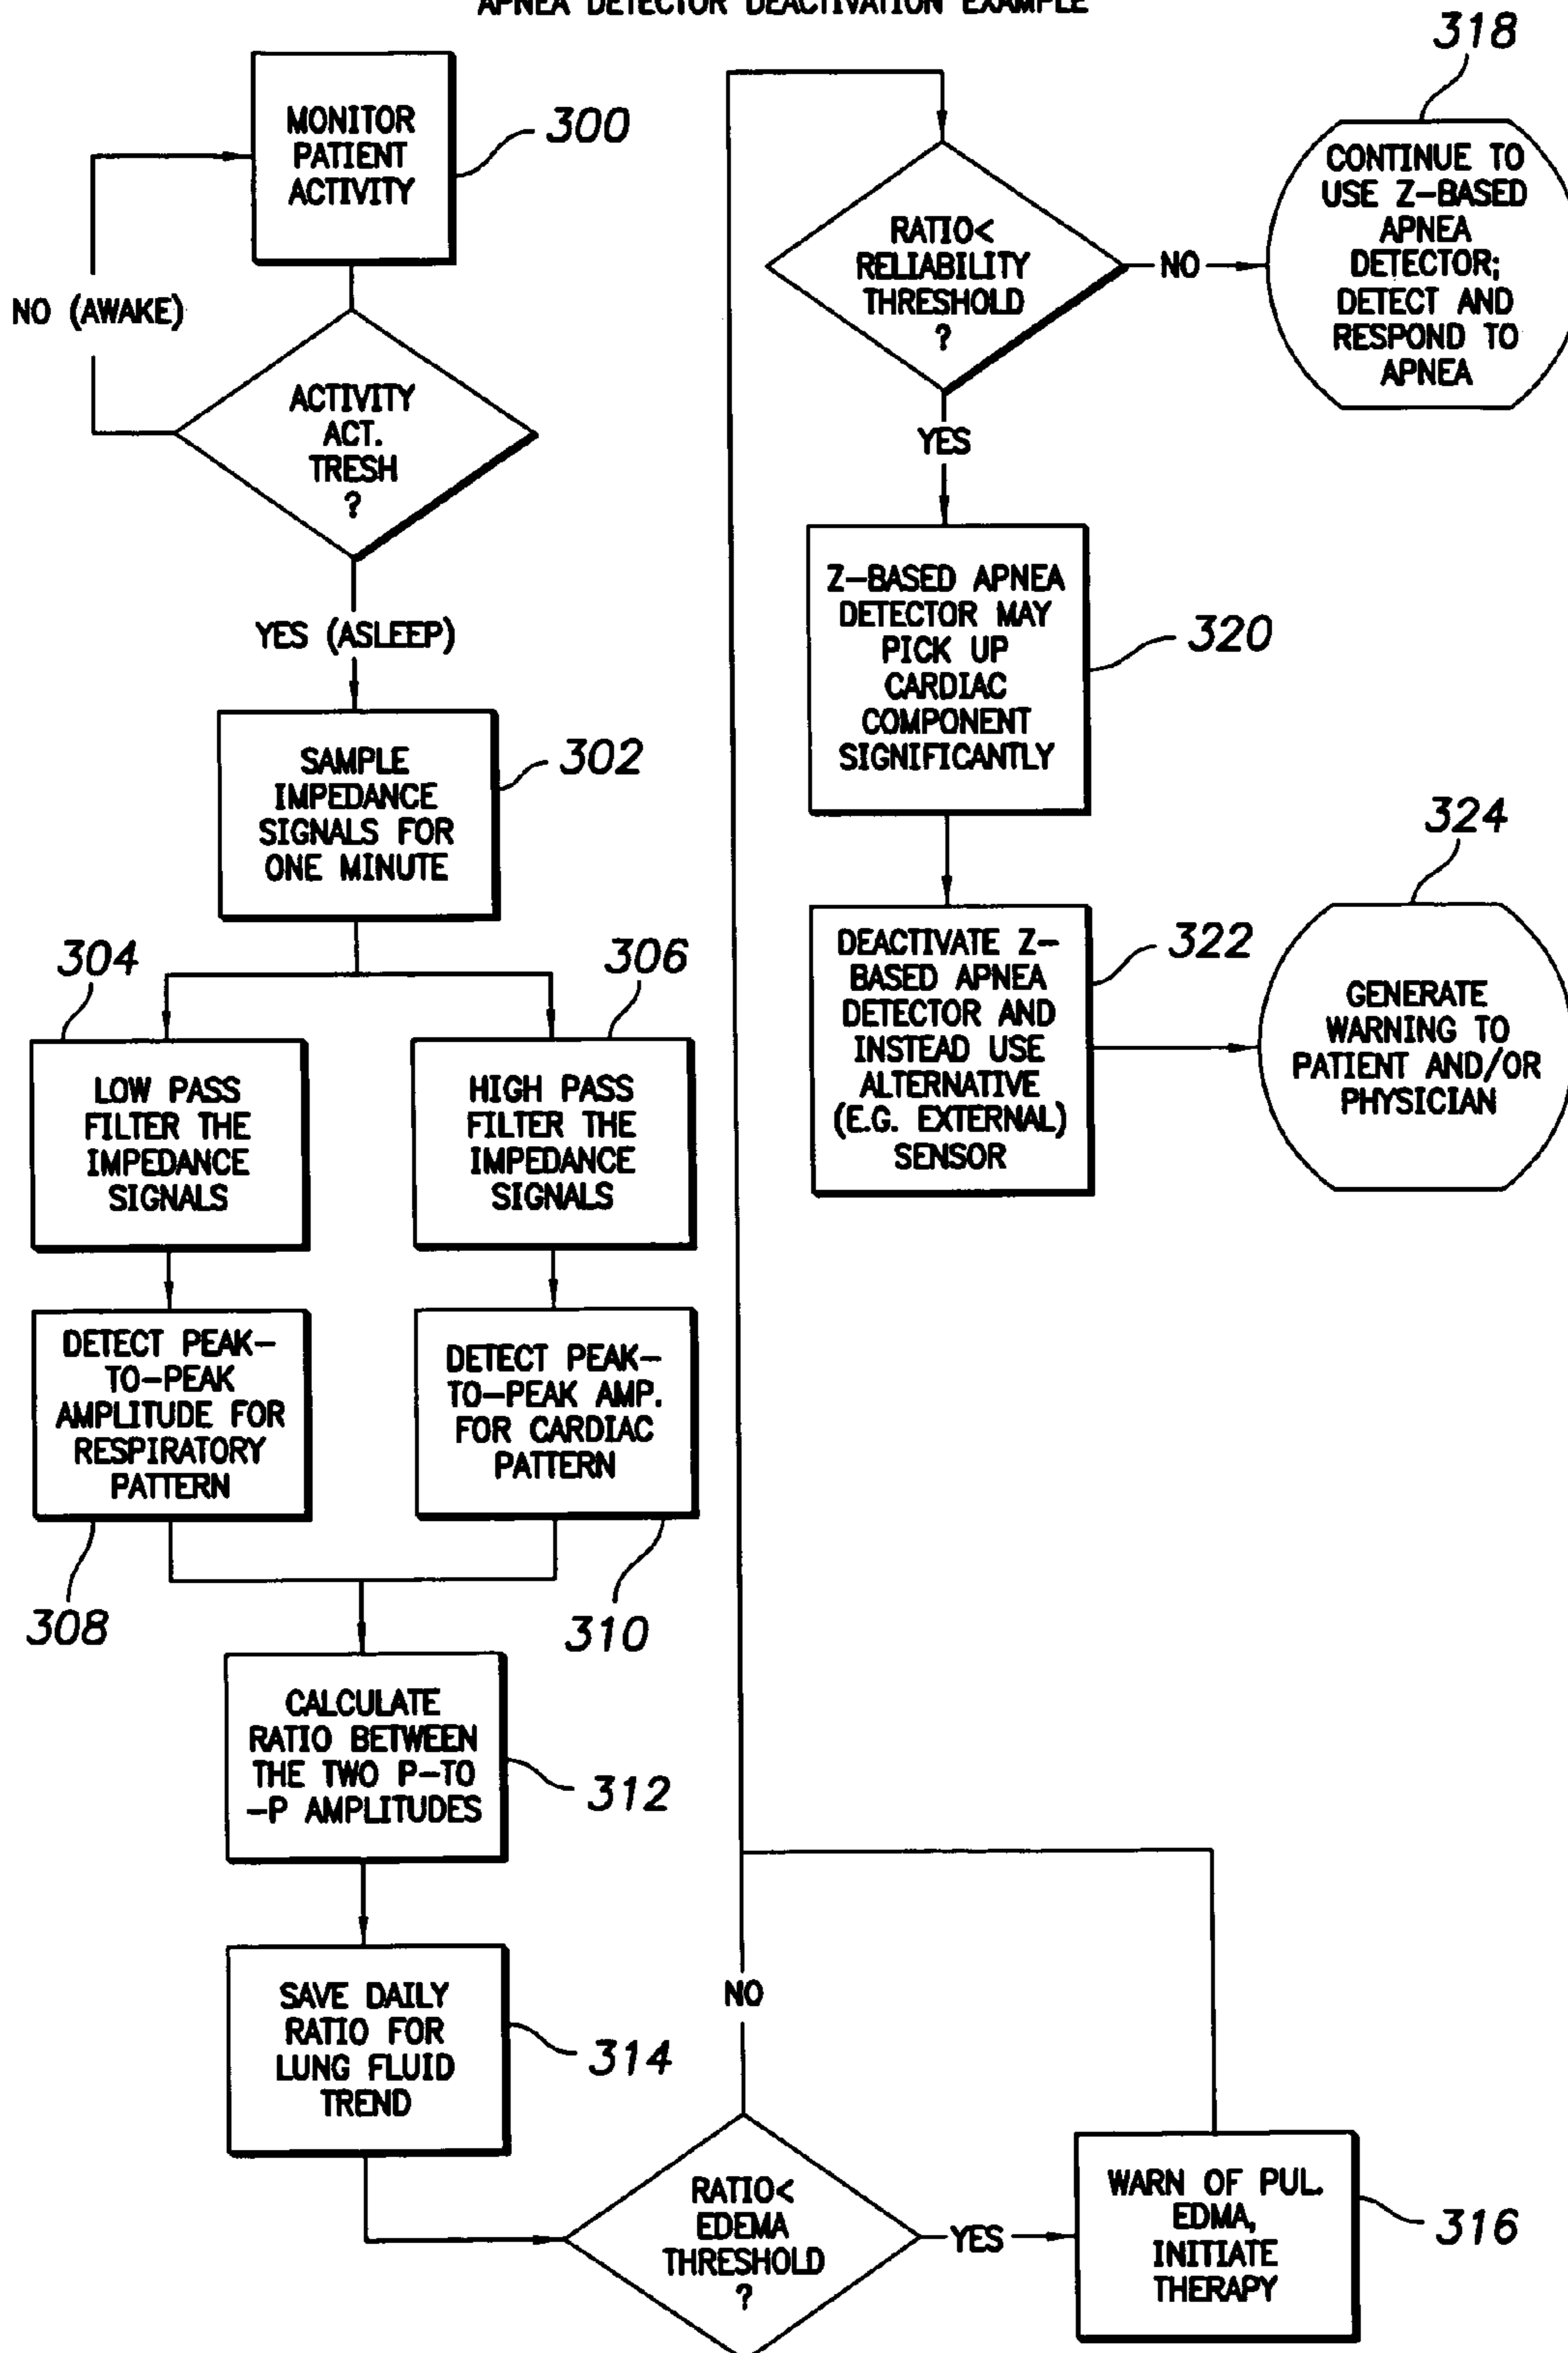 APNEA DETECTOR DEACTIVATION EXAMPLE
MONITOR
PATIENT
ACTIVITY
300
NO (AWAKE)
ACTIVITY
ACT.
TRESH
?
YES (ASLEEP)
SAMPLE
IMPEDANCE
SIGNALS FOR
ONE MINUTE
302
304
306
LOW PASS
FILTER THE
IMPEDANCE
SIGNALS
HIGH PASS
FILTER THE
IMPEDANCE
SIGNALS
DETECT PEAK-
TO-PEAK
AMPLITUDE FOR
RESPIRATORY
PATTERN
DETECT PEAK-
TO-PEAK AMP.
FOR CARDIAC
PATTERN
308
310
CALCULATE
RATIO BETWEEN
THE TWO P-TO
-P AMPLITUDES
312
SAVE DAILY
RATIO FOR
LUNG FLUID
TREND
314
RATIO<
EDEMA
THRESHOLD
?
YES
WARN OF PUL.
EDMA,
INITIATE
THERAPY
316
NO
RATIO<
RELIABILITY
THRESHOLD
?
NO
318
CONTINUE TO
USE Z-BASED
APNEA
DETECTOR;
DETECT AND
RESPOND TO
APNEA
YES
Z-BASED APNEA
DETECTOR MAY
PICK UP
CARDIAC
COMPONENT
SIGNIFICANTLY
320
DEACTIVATE Z-
BASED APNEA
DETECTOR AND
INSTEAD USE
ALTERNATIVE
(E.G. EXTERNAL)
SENSOR
322
324
GENERATE
WARNING TO
PATIENT AND/OR
PHYSICIAN